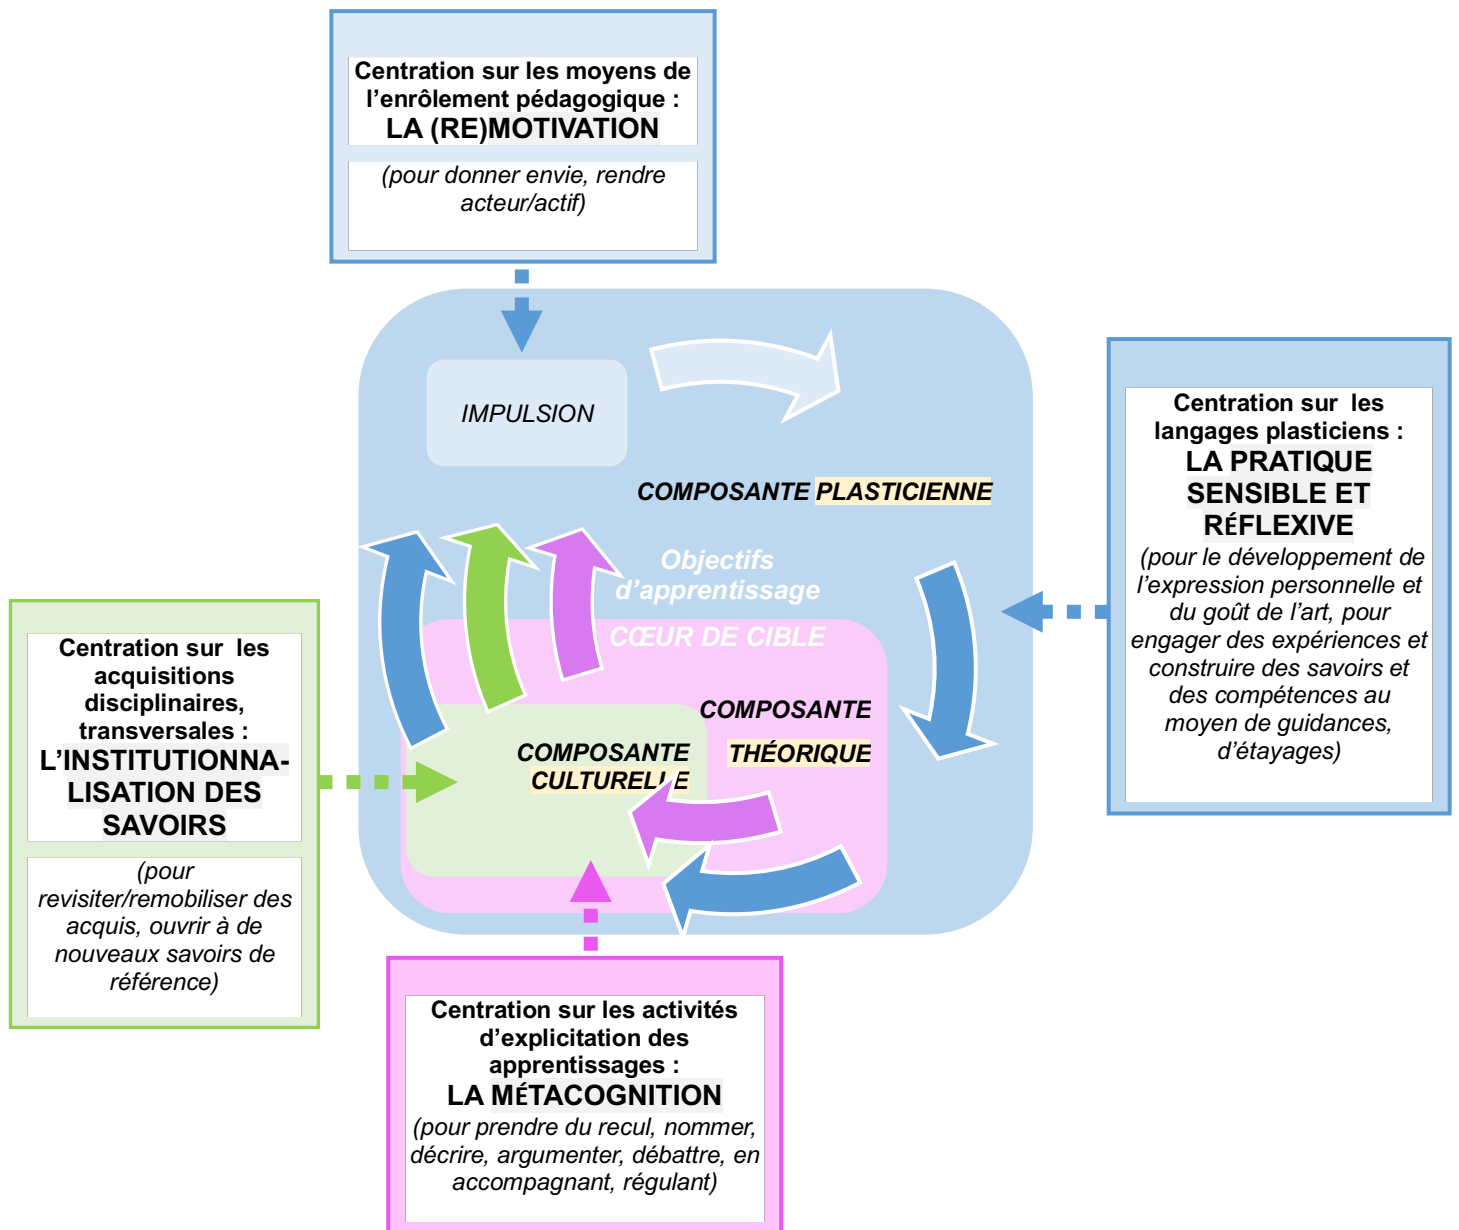 Centration sur les moyens de
l’enrôlement pédagogique :
LA (RE)MOTIVATION
(pour donner envie, rendre
acteur/actif)
IMPULSION
COMPOSANTE PLASTICIENNE
Objectifs
d’apprentissage
CŒUR DE CIBLE
COMPOSANTE
THÉORIQUE
COMPOSANTE
CULTURELLE
Centration sur les
langages plasticiens :
LA PRATIQUE
SENSIBLE ET
RÉFLEXIVE
(pour le développement de
l’expression personnelle et
du goût de l’art, pour
engager des expériences et
construire des savoirs et
des compétences au
moyen de guidances,
d’étayages)
Centration sur les
acquisitions
disciplinaires,
transversales :
L’INSTITUTIONNA-
LISATION DES
SAVOIRS
(pour
revisiter/remobiliser des
acquis, ouvrir à de
nouveaux savoirs de
référence)
Centration sur les activités
d’explicitation des
apprentissages :
LA MÉTACOGNITION
(pour prendre du recul, nommer,
décrire, argumenter, débattre, en
accompagnant, régulant)